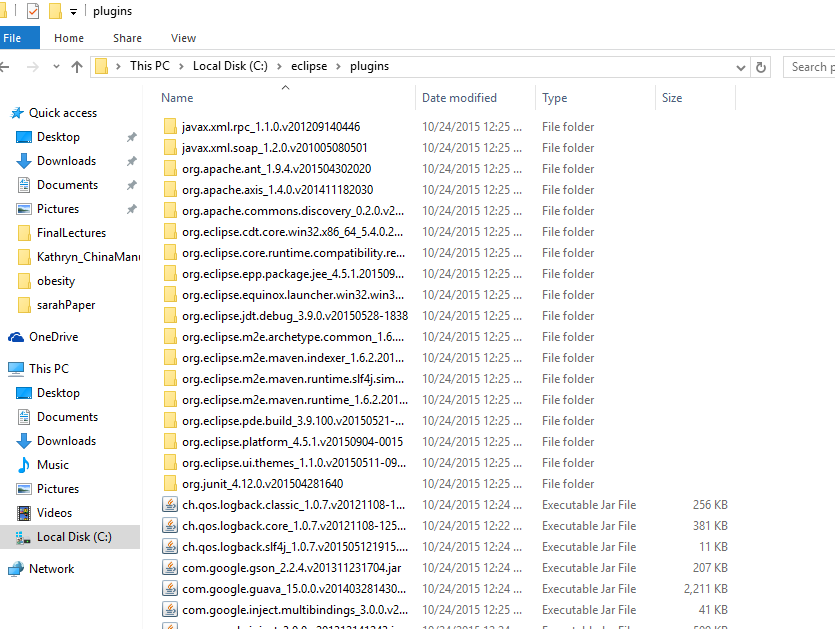 plugins
File Home Share View
This PC Local Disk (C:) eclipse plugins Search p
Name Date modified Type Size
Quick access
Desktop
Downloads
Documents
Pictures
FinalLectures
Kathryn_ChinaManu
obesity
sarahPaper
OneDrive
This PC
Desktop
Documents
Downloads
Music
Pictures
Videos
Local Disk (C:)
Network
javax.xml.rpc_1.1.0.v201209140446 10/24/2015 12:25 ... File folder
javax.xml.soap_1.2.0.v201005080501 10/24/2015 12:25 ... File folder
org.apache.ant_1.9.4.v201504302020 10/24/2015 12:25 ... File folder
org.apache.axis_1.4.0.v201411182030 10/24/2015 12:25 ... File folder
org.apache.commons.discovery_0.2.0.v2... 10/24/2015 12:25 ... File folder
org.eclipse.cdt.core.win32.x86_64_5.4.0.2... 10/24/2015 12:25 ... File folder
org.eclipse.core.runtime.compatibility.re... 10/24/2015 12:25 ... File folder
org.eclipse.epp.package.jee_4.5.1.201509... 10/24/2015 12:25 ... File folder
org.eclipse.equinox.launcher.win32.win3... 10/24/2015 12:25 ... File folder
org.eclipse.jdt.debug_3.9.0.v20150528-1838 10/24/2015 12:25 ... File folder
org.eclipse.m2e.archetype.common_1.6.... 10/24/2015 12:25 ... File folder
org.eclipse.m2e.maven.indexer_1.6.2.201... 10/24/2015 12:25 ... File folder
org.eclipse.m2e.maven.runtime.slf4j.sim... 10/24/2015 12:25 ... File folder
org.eclipse.m2e.maven.runtime_1.6.2.201... 10/24/2015 12:25 ... File folder
org.eclipse.pde.build_3.9.100.v20150521-... 10/24/2015 12:25 ... File folder
org.eclipse.platform_4.5.1.v20150904-0015 10/24/2015 12:25 ... File folder
org.eclipse.ui.themes_1.1.0.v20150511-09... 10/24/2015 12:25 ... File folder
org.junit_4.12.0.v201504281640 10/24/2015 12:25 ... File folder
ch.qos.logback.classic_1.0.7.v20121108-1... 10/24/2015 12:24 ... Executable Jar File 256 KB
ch.qos.logback.core_1.0.7.v20121108-125... 10/24/2015 12:22 ... Executable Jar File 381 KB
ch.qos.logback.slf4j_1.0.7.v201505121915.... 10/24/2015 12:24 ... Executable Jar File 11 KB
com.google.gson_2.2.4.v201311231704.jar 10/24/2015 12:24 ... Executable Jar File 207 KB
com.google.guava_15.0.0.v201403281430... 10/24/2015 12:24 ... Executable Jar File 2,211 KB
com.google.inject.multibindings_3.0.0.v2... 10/24/2015 12:25 ... Executable Jar File 41 KB